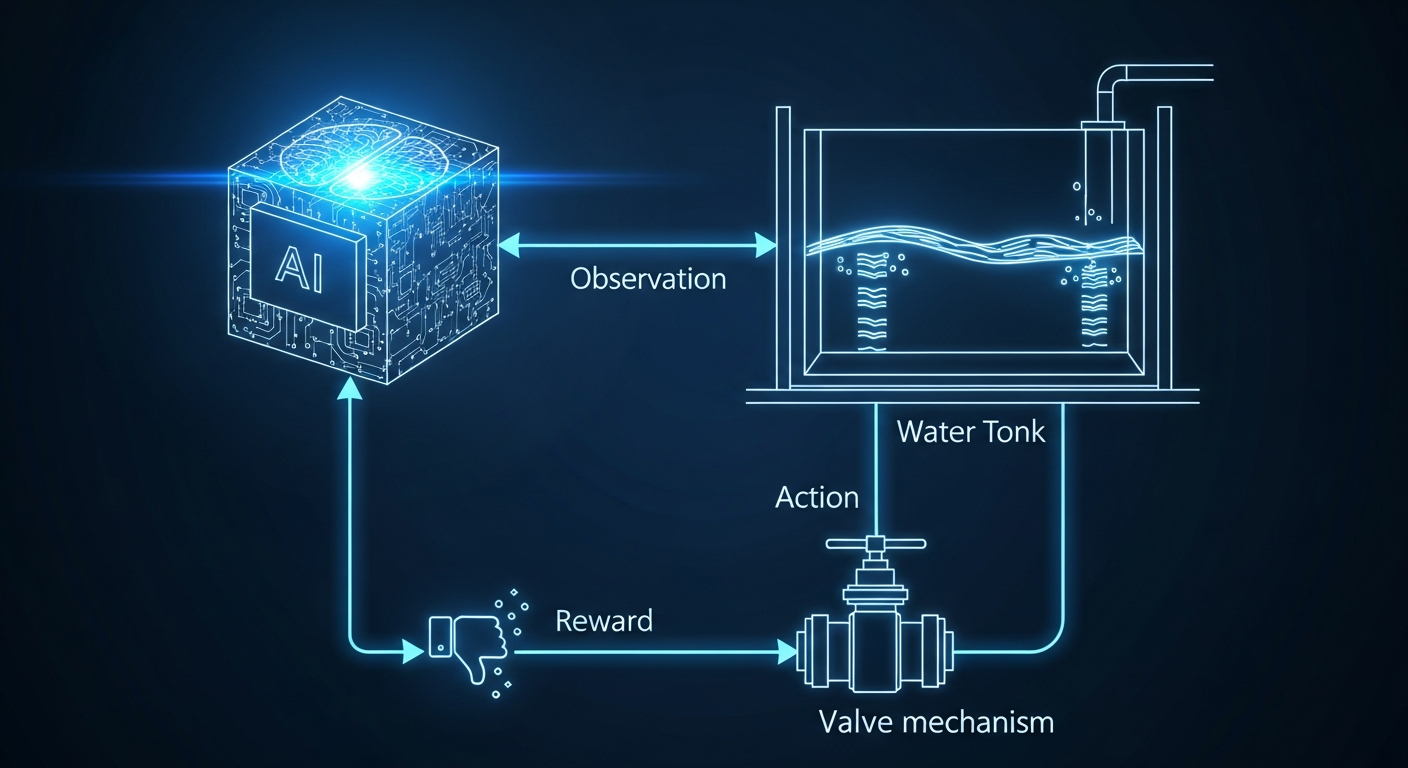 AI
Observation
Water Tonk
Action
Reward
Valve mechanism